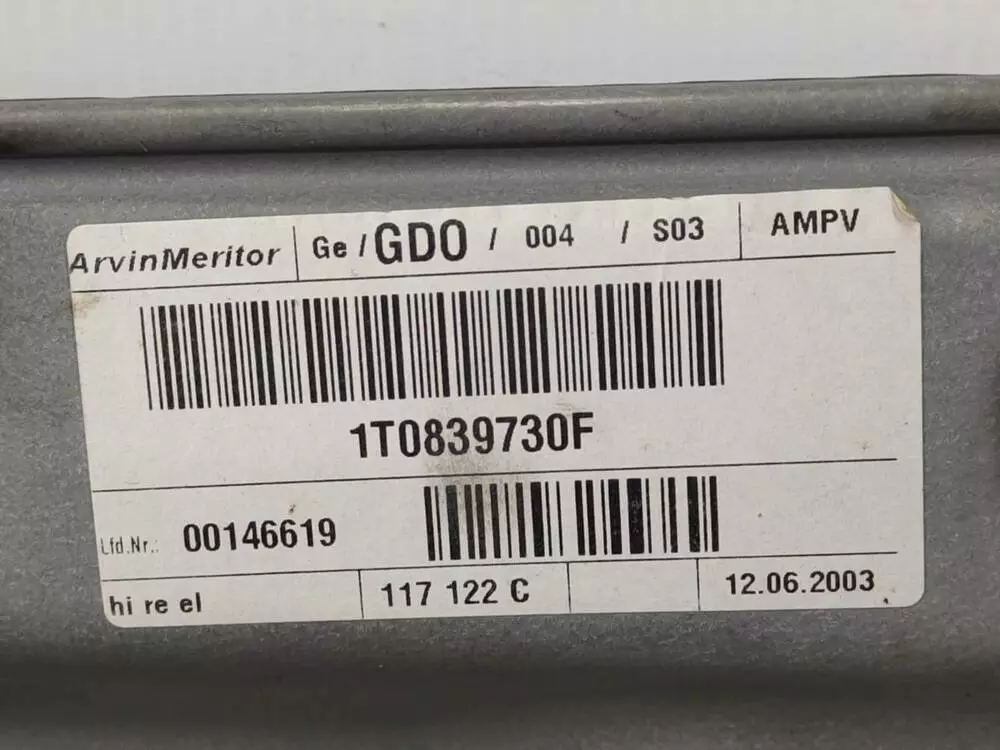 ArvinMeritor Ge / GDO / 004 / S03 AMPV
1T0839730F
Lfd.Nr.: 00146619
hi re el 117 122 C 12.06.2003